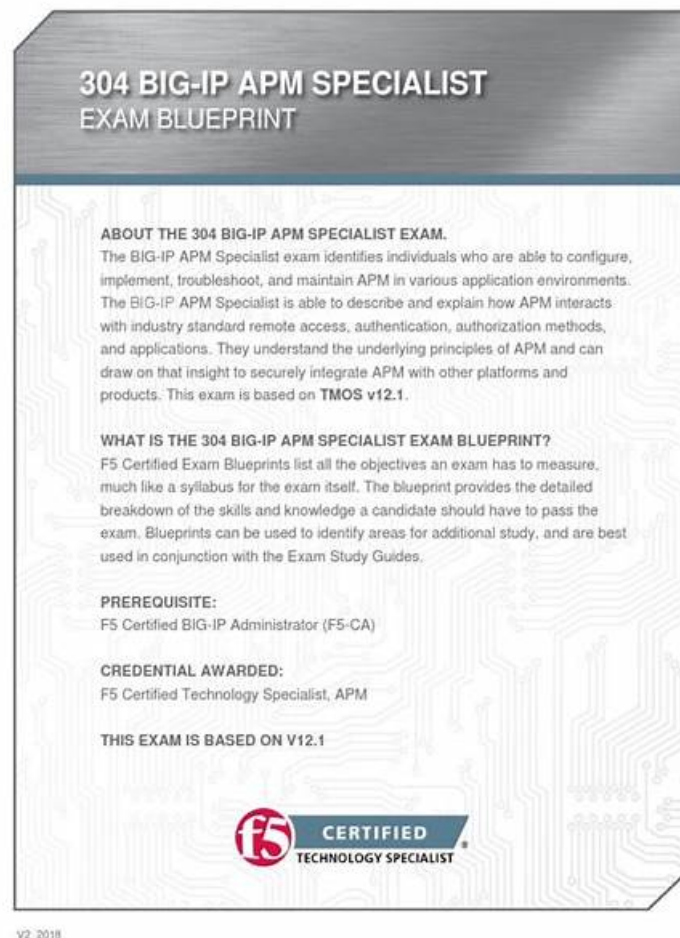 304 BIG-IP APM SPECIALIST
EXAM BLUEPRINT
ABOUT THE 304 BIG-IP APM SPECIALIST EXAM.
The BIG-IP APM Specialist exam identifies individuals who are able to configure,
implement, troubleshoot, and maintain APM in various application environments.
The BIG-IP APM Specialist is able to describe and explain how APM interacts
with industry standard remote access, authentication, authorization methods,
and applications. They understand the underlying principles of APM and can
draw on that insight to securely integrate APM with other platforms and
products. This exam is based on TMOS v12.1.
WHAT IS THE 304 BIG-IP APM SPECIALIST EXAM BLUEPRINT?
F5 Certified Exam Blueprints list all the objectives an exam has to measure,
much like a syllabus for the exam itself. The blueprint provides the detailed
breakdown of the skills and knowledge a candidate should have to pass the
exam. Blueprints can be used to identify areas for additional study, and are best
used in conjunction with the Exam Study Guides.
PREREQUISITE:
F5 Certified BIG-IP Administrator (F5-CA)
CREDENTIAL AWARDED:
F5 Certified Technology Specialist, APM
THIS EXAM IS BASED ON V12.1
f5 CERTIFIED
TECHNOLOGY SPECIALIST ®
V2 2018